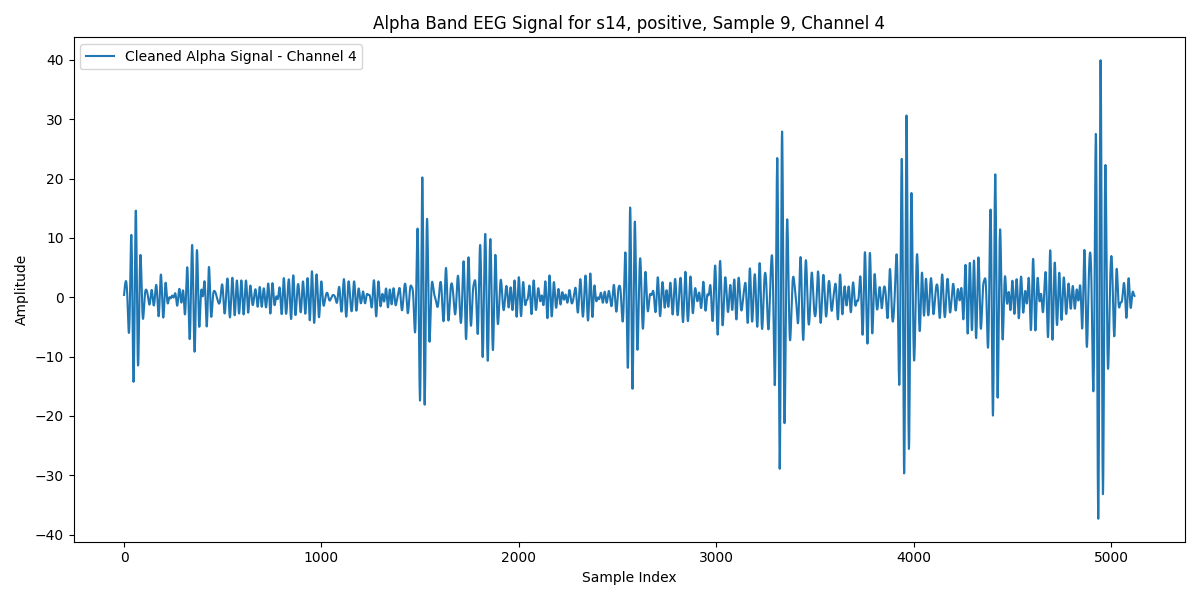 Alpha Band EEG Signal for s14, positive, Sample 9, Channel 4
Cleaned Alpha Signal - Channel 4
Amplitude
40
30
20
10
0
−10
−20
−30
−40
0 1000 2000 3000 4000 5000
Sample Index